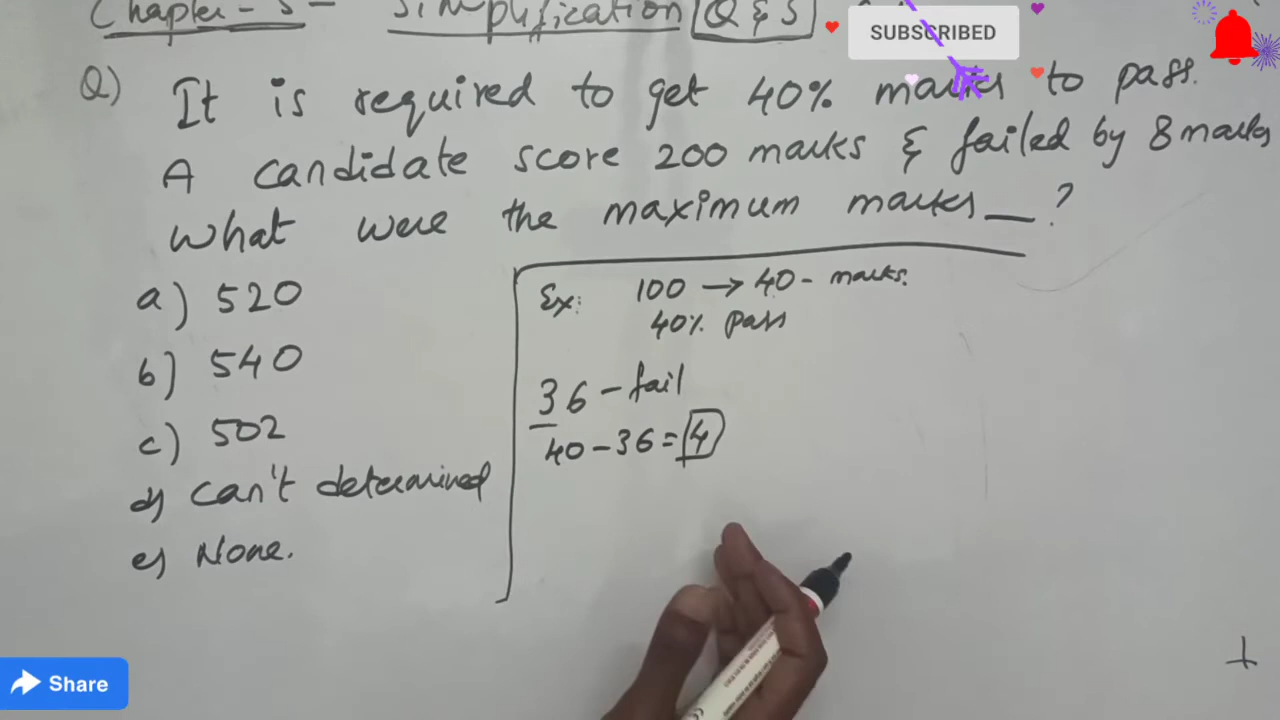 Chapter - 5 - Simplification Q & S
SUBSCRIBED
Q) It is required to get 40% marks to pass.
A candidate score 200 marks & failed by 8 marks
What were the maximum marks __ ?
a) 520
b) 540
c) 502
d) Can't determined
e) None.
Ex: 100 → 40 - marks.
40% pass
36 - fail
40 - 36 = 4
Share